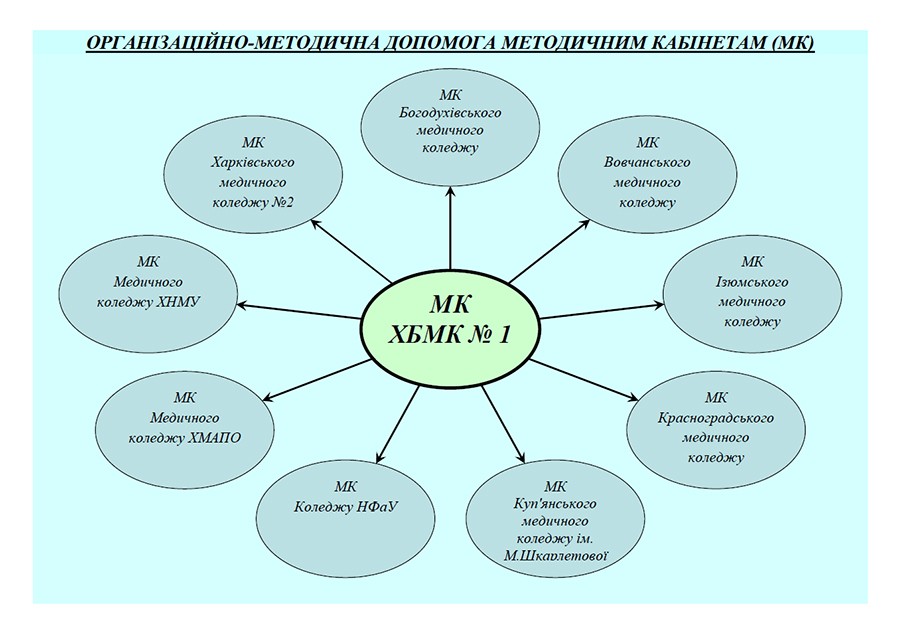 ОРГАНІЗАЦІЙНО-МЕТОДИЧНА ДОПОМОГА МЕТОДИЧНИМ КАБІНЕТАМ (МК)
МК
Богодухівського
медичного
коледжу
МК
Харківського
медичного
коледжу №2
МК
Вовчанського
медичного
коледжу
МК
Медичного
коледжу ХНМУ
МК
Ізюмського
медичного
коледжу
МК
ХБМК № 1
МК
Медичного
коледжу ХМАПО
МК
Красноградського
медичного
коледжу
МК
Коледжу НФаУ
МК
Куп'янського
медичного
коледжу ім.
М.Шкарлетової